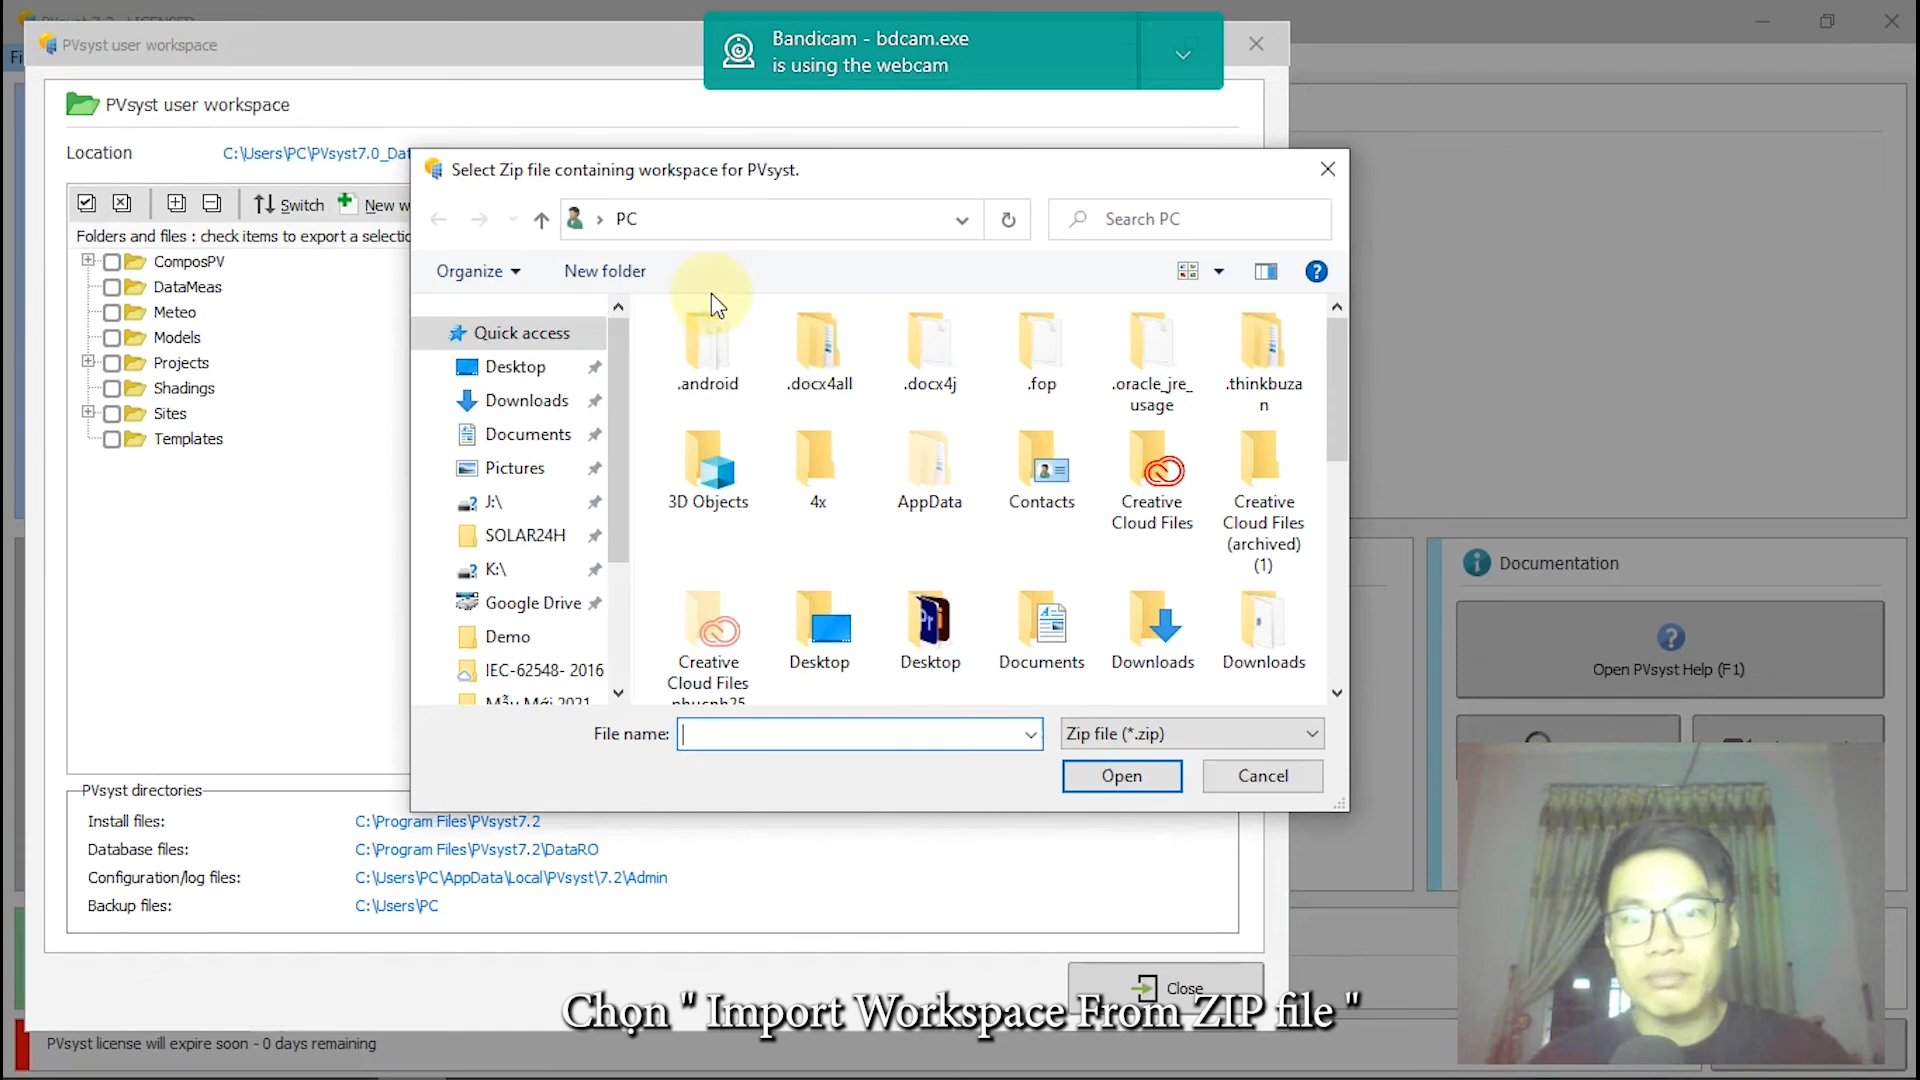 PVsyst user workspace
Bandicam - bdcam.exe
is using the webcam
PVsyst user workspace
Location
C:\Users\PC\PVsyst7.0_Dat
Select Zip file containing workspace for PVsyst.
PC
Search PC
Switch
New w
Folders and files : check items to export a selectio
Organize
New folder
ComposPV
DataMeas
Meteo
Models
Projects
Shadings
Sites
Templates
Quick access
Desktop
Downloads
Documents
Pictures
J:\
SOLAR24H
K:\
Google Drive
Demo
IEC-62548- 2016
Mẫu Mới 2021
.android
.docx4all
.docx4j
.fop
.oracle_jre_
usage
.thinkbuza
n
3D Objects
4x
AppData
Contacts
Creative
Cloud Files
Creative
Cloud Files
(archived)
(1)
Creative
Cloud Files
phucnh25
Desktop
Desktop
Documents
Downloads
Downloads
File name:
Zip file (*.zip)
Open
Cancel
Documentation
Open PVsyst Help (F1)
PVsyst directories
Install files:
C:\Program Files\PVsyst7.2
Database files:
C:\Program Files\PVsyst7.2\DataRO
Configuration/log files:
C:\Users\PC\AppData\Local\PVsyst\7.2\Admin
Backup files:
C:\Users\PC
Close
Chọn " Import Workspace From ZIP file "
PVsyst license will expire soon - 0 days remaining